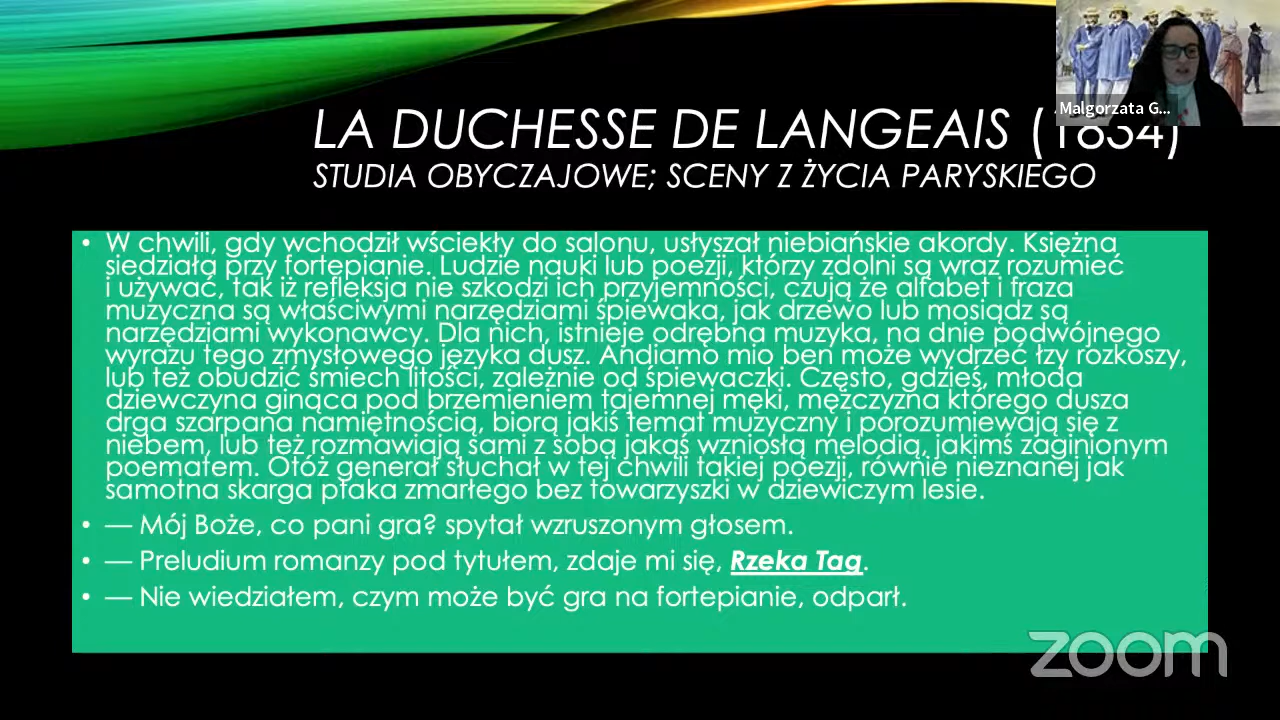 LA DUCHESSE DE LANGEAIS (1834)
STUDIA OBYCZAJOWE; SCENY Z ŻYCIA PARYSKIEGO
Malgorzata G...
• W chwili, gdy wchodził wściekły do salonu, usłyszał niebiańskie akordy. Księżna
siedziała przy fortepianie. Ludzie nauki lub poezji, którzy zdolni są wraz rozumieć
i używać, tak iż refleksja nie szkodzi ich przyjemności, czują że alfabet i fraza
muzyczna są właściwymi narzędziami śpiewaka, jak drzewo lub mosiądz są
narzędziami wykonawcy. Dla nich, istnieje odrębna muzyka, na dnie podwójnego
wyrazu tego zmysłowego języka dusz. Andiamo mio ben może wydrzeć łzy rozkoszy,
lub też obudzić śmiech litości, zależnie od śpiewaczki. Często, gdzieś, młoda
dziewczyna ginąca pod brzemieniem tajemnej męki, mężczyzna którego dusza
drga szarpana namiętnością, biorą jakiś temat muzyczny i porozumiewają się z
niebem, lub też rozmawiają sami z sobą jakąś wzniosłą melodią, jakimś zaginionym
poematem. Otóż generał słuchał w tej chwili takiej poezji, równie nieznanej jak
samotna skarga ptaka zmarłego bez towarzyszki w dziewiczym lesie.
• — Mój Boże, co pani gra? spytał wzruszonym głosem.
• — Preludium romanzy pod tytułem, zdaje mi się, Rzeka Tag.
• — Nie wiedziałem, czym może być gra na fortepianie, odparł.
zoom